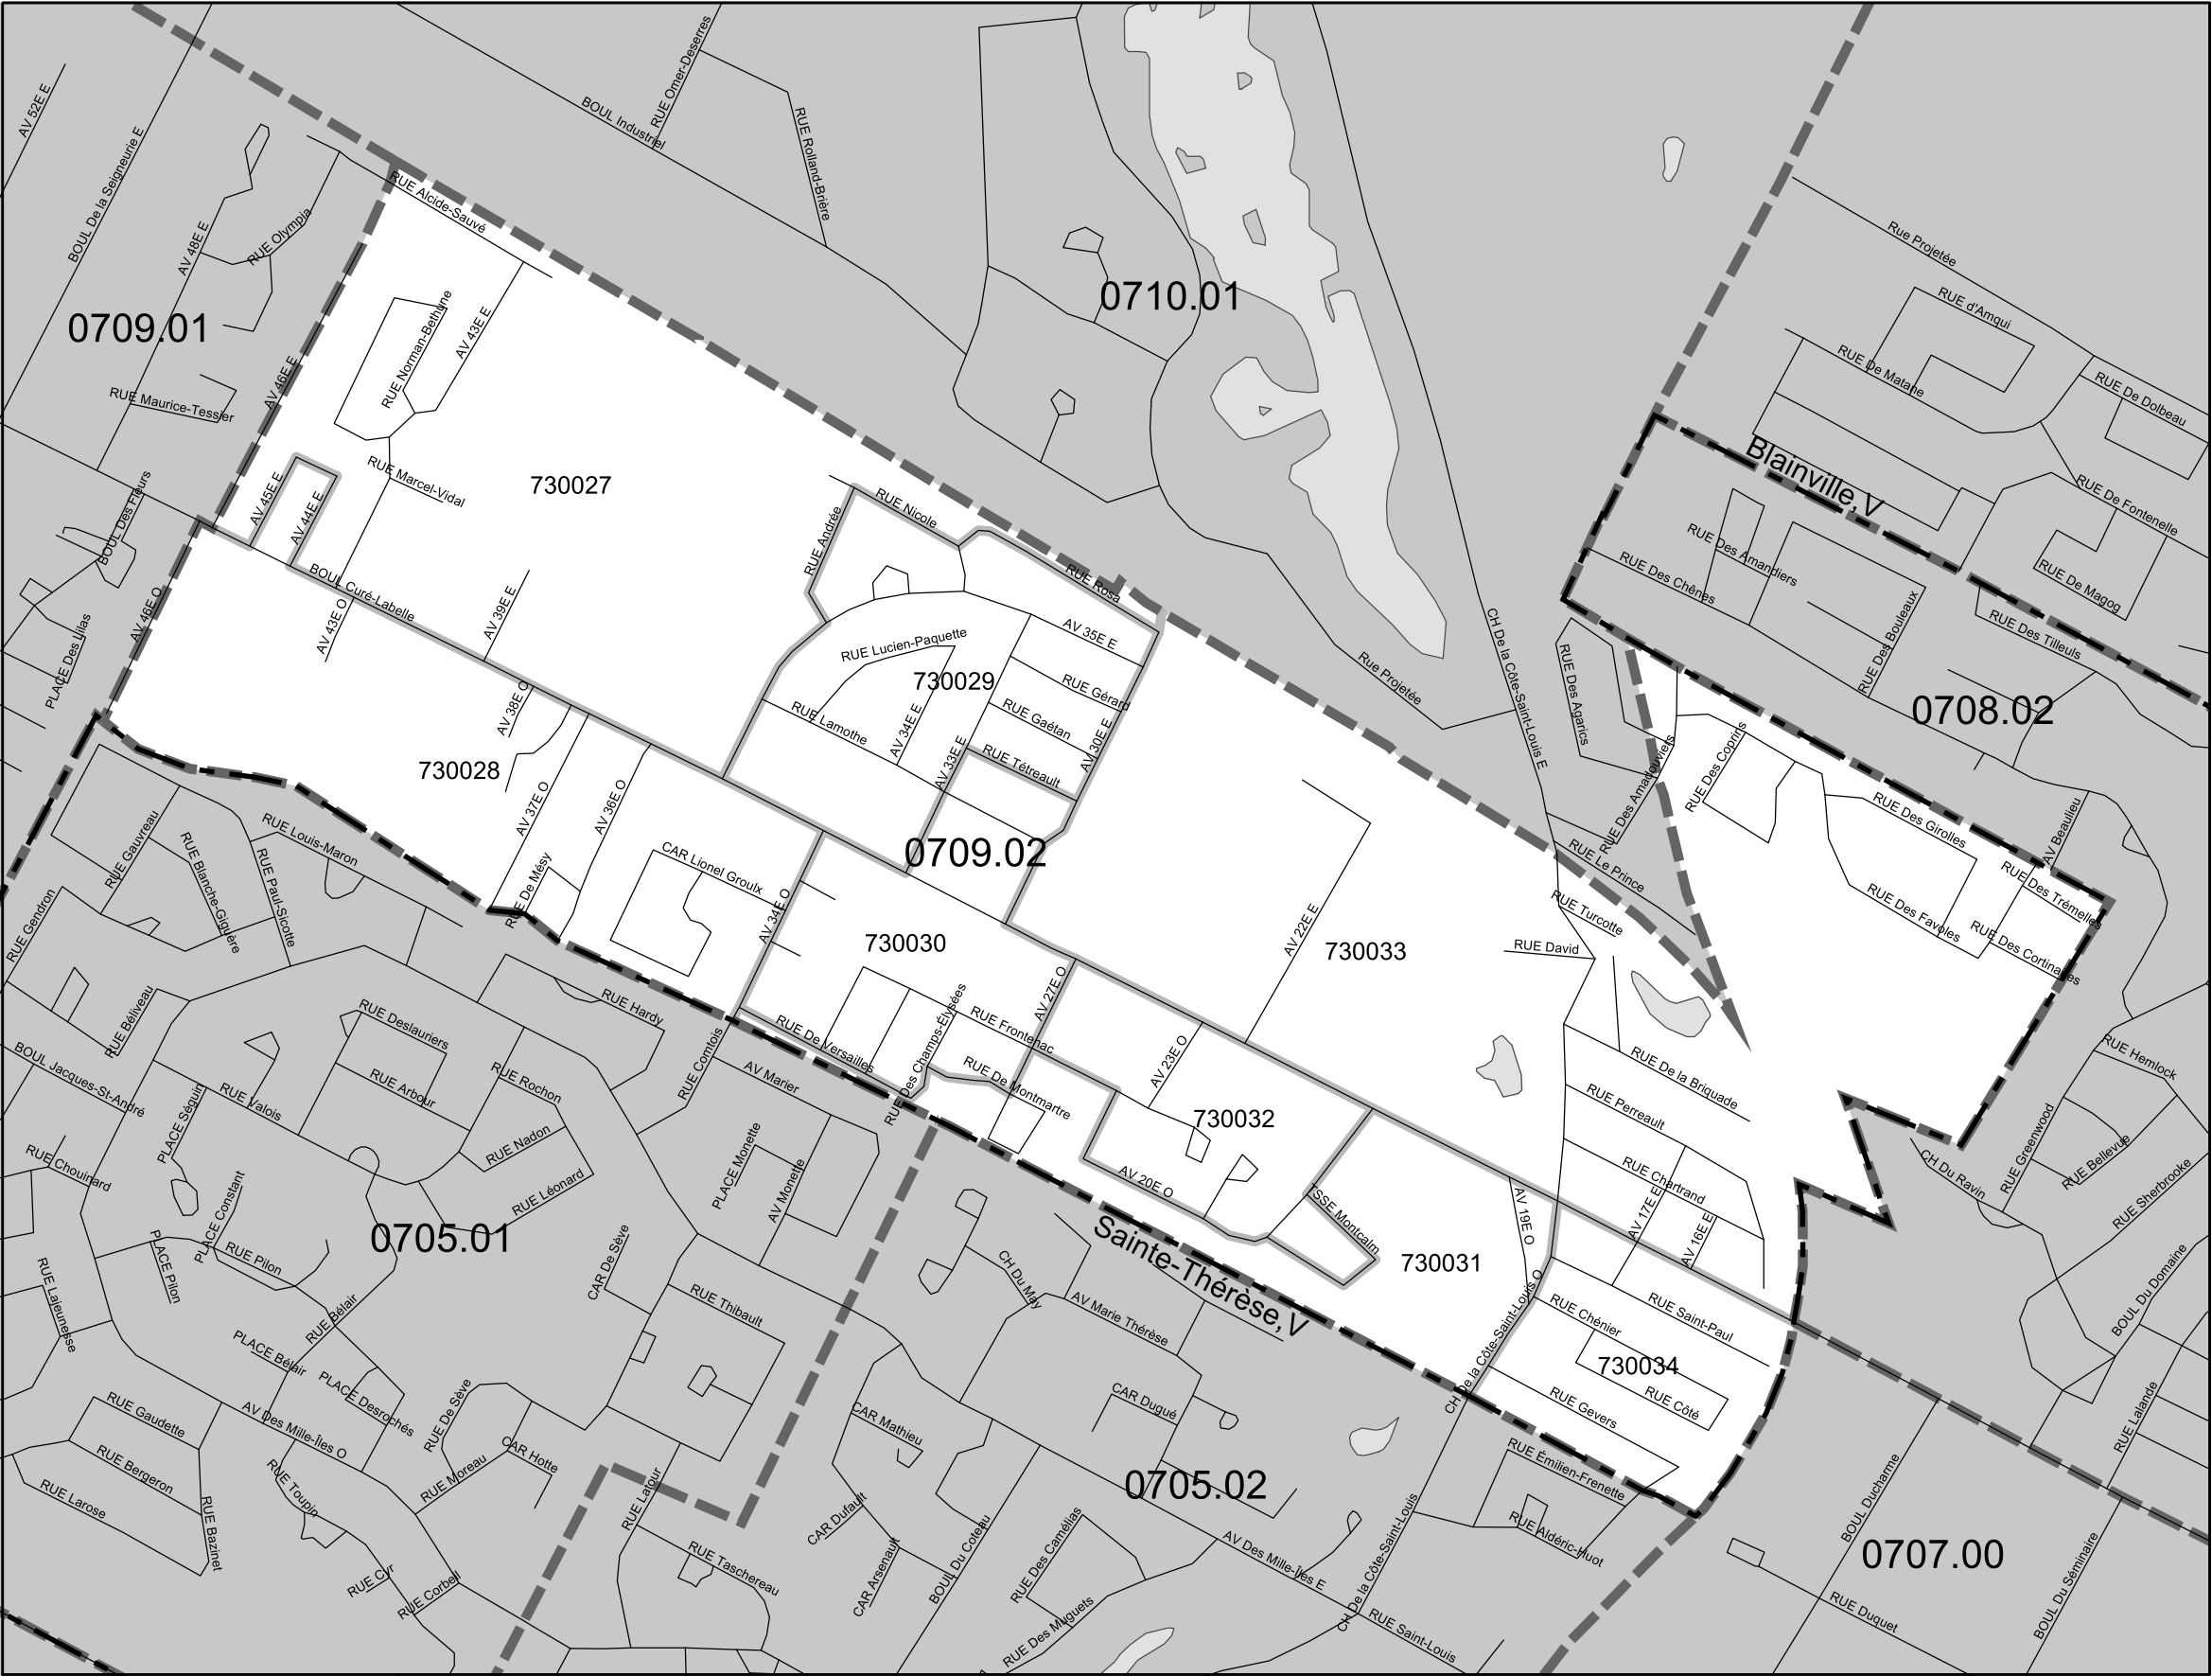 AV 52E E
BOUL De la Seigneurie E
AV 48E E
RUE Olympia
0709.01
RUE Maurice-Tessier
AV 46E E
RUE Alcide-Sauvé
BOUL Industriel
RUE Omer-Deserres
RUE Rolland-Brière
0710.01
Rue Projetée
RUE d'Amqui
RUE De Matane
RUE De Dolbeau
RUE De Fontenelle
RUE De Magog
Blainville,V
RUE Des Amandiers
RUE Des Chênes
RUE Des Bouleaux
RUE Des Tilleuls
0708.02
RUE Norman-Bethune
AV 43E E
RUE Marcel-Vidal
730027
AV 45E E
AV 44E E
BOUL Des Fleurs
PLACE Des Lilas
AV 46E O
BOUL Curé-Labelle
AV 43E O
AV 39E E
RUE Andrée
RUE Nicole
RUE Rosa
AV 35E E
RUE Lucien-Paquette
730029
RUE Gérard
RUE Gaétan
RUE Lamothe
AV 34E E
AV 33E E
RUE Tétreault
AV 30E E
Rue Projetée
CH De la Côte-Saint-Louis E
RUE Des Agarics
RUE Des Amadouviers
RUE Des Coprins
RUE Des Girolles
AV Beaulieu
RUE Des Trémelles
RUE Des Favoles
RUE Des Cortinaires
RUE Le Prince
RUE Turcotte
RUE David
730028
AV 38E O
AV 37E O
AV 36E O
RUE De Mésy
CAR Lionel Groulx
AV 34E O
0709.02
730030
AV 27E O
RUE Frontenac
RUE Des Champs-Élysées
RUE De Versailles
RUE De Montmartre
AV 22E E
730033
AV 23E O
730032
AV 20E O
TSSE Montcalm
730031
AV 19E O
RUE De la Briquade
RUE Perreault
RUE Chartrand
AV 17E E
AV 16E E
RUE Saint-Paul
RUE Chénier
730034
RUE Côté
RUE Gevers
CH De la Côte-Saint-Louis O
CH Du Ravin
RUE Greenwood
RUE Hemlock
RUE Bellevue
RUE Sherbrooke
BOUL Du Domaine
RUE Lalande
RUE Gauvreau
RUE Blanche-Giguère
RUE Louis-Maron
RUE Paul-Sicotte
RUE Gendron
RUE Béliveau
BOUL Jacques-St-André
RUE Deslauriers
RUE Arbour
RUE Rochon
RUE Nadon
RUE Léonard
RUE Hardy
RUE Comtois
AV Marier
PLACE Séguin
RUE Valois
RUE Chouinard
PLACE Constant
PLACE Pilon
RUE Pilon
0705.01
PLACE Monette
AV Monette
CAR De Sève
RUE Thibault
RUE Lajeunesse
RUE Bélair
PLACE Bélair
PLACE Desrochés
RUE De Sève
RUE Gaudette
RUE Bergeron
RUE Larose
RUE Bazinet
AV Des Mille-Îles O
RUE Toupin
RUE Moreau
CAR Hotte
RUE Cyr
RUE Corbeil
RUE Latour
RUE Taschereau
Sainte-Thérèse,V
CH Du May
AV Marie Thérèse
CAR Mathieu
CAR Dugué
CAR Dufault
CAR Arsenault
BOUL Du Coteau
0705.02
RUE Des Camélias
RUE Des Muguets
AV Des Mille-Îles E
CH De la Côte-Saint-Louis
RUE Saint-Louis
RUE Émilien-Frenette
RUE Aldéric-Huot
BOUL Ducharme
0707.00
RUE Duquet
BOUL Du Séminaire